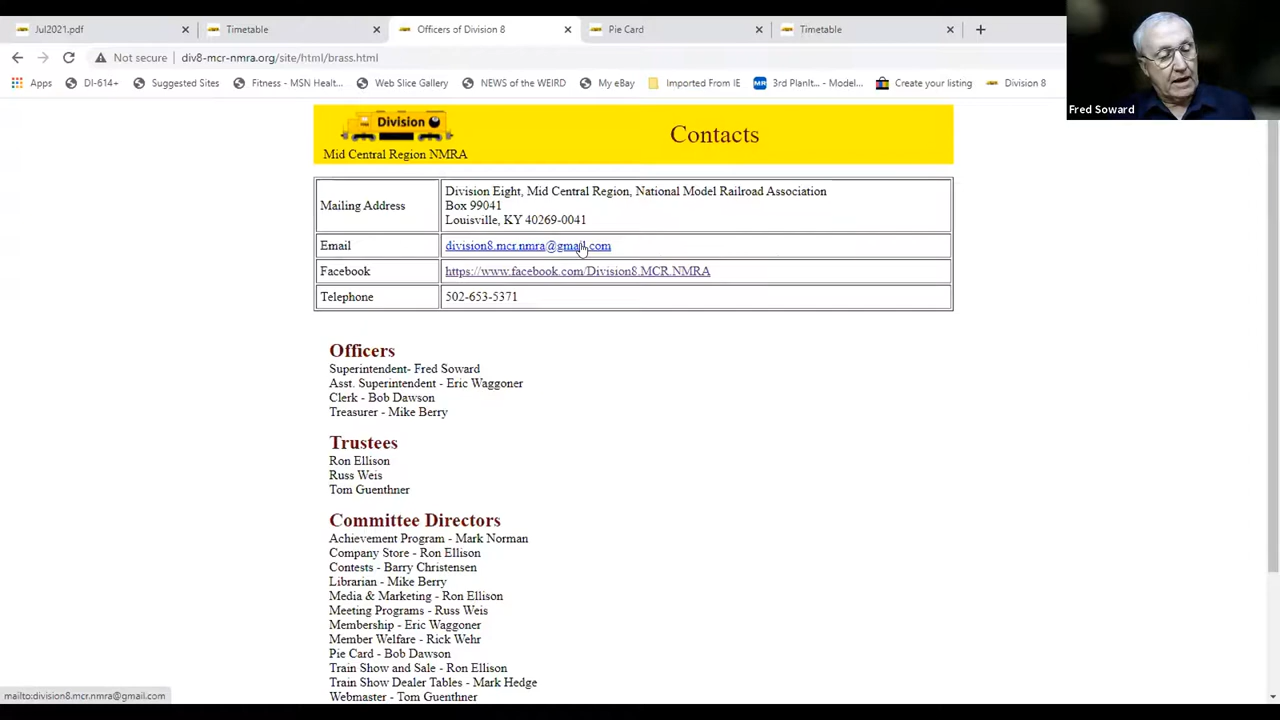 Jul2021.pdf
Timetable
Officers of Division 8
Pie Card
Timetable
Not secure
div8-mcr-nmra.org/site/html/brass.html
Apps
DI-614+
Suggested Sites
Fitness - MSN Healt...
Web Slice Gallery
NEWS of the WEIRD
My eBay
Imported From IE
MR
3rd PlanIt... - Model...
Create your listing
Division 8
Fred Soward
Division 8
Mid Central Region NMRA
Contacts
Mailing Address
Division Eight, Mid Central Region, National Model Railroad Association
Box 99041
Louisville, KY 40269-0041
Email
division8.mcr.nmra@gmail.com
Facebook
https://www.facebook.com/Division8.MCR.NMRA
Telephone
502-653-5371
Officers
Superintendent- Fred Soward
Asst. Superintendent - Eric Waggoner
Clerk - Bob Dawson
Treasurer - Mike Berry
Trustees
Ron Ellison
Russ Weis
Tom Guenthner
Committee Directors
Achievement Program - Mark Norman
Company Store - Ron Ellison
Contests - Barry Christensen
Librarian - Mike Berry
Media & Marketing - Ron Ellison
Meeting Programs - Russ Weis
Membership - Eric Waggoner
Member Welfare - Rick Wehr
Pie Card - Bob Dawson
Train Show and Sale - Ron Ellison
Train Show Dealer Tables - Mark Hedge
Webmaster - Tom Guenthner
mailto:division8.mcr.nmra@gmail.com